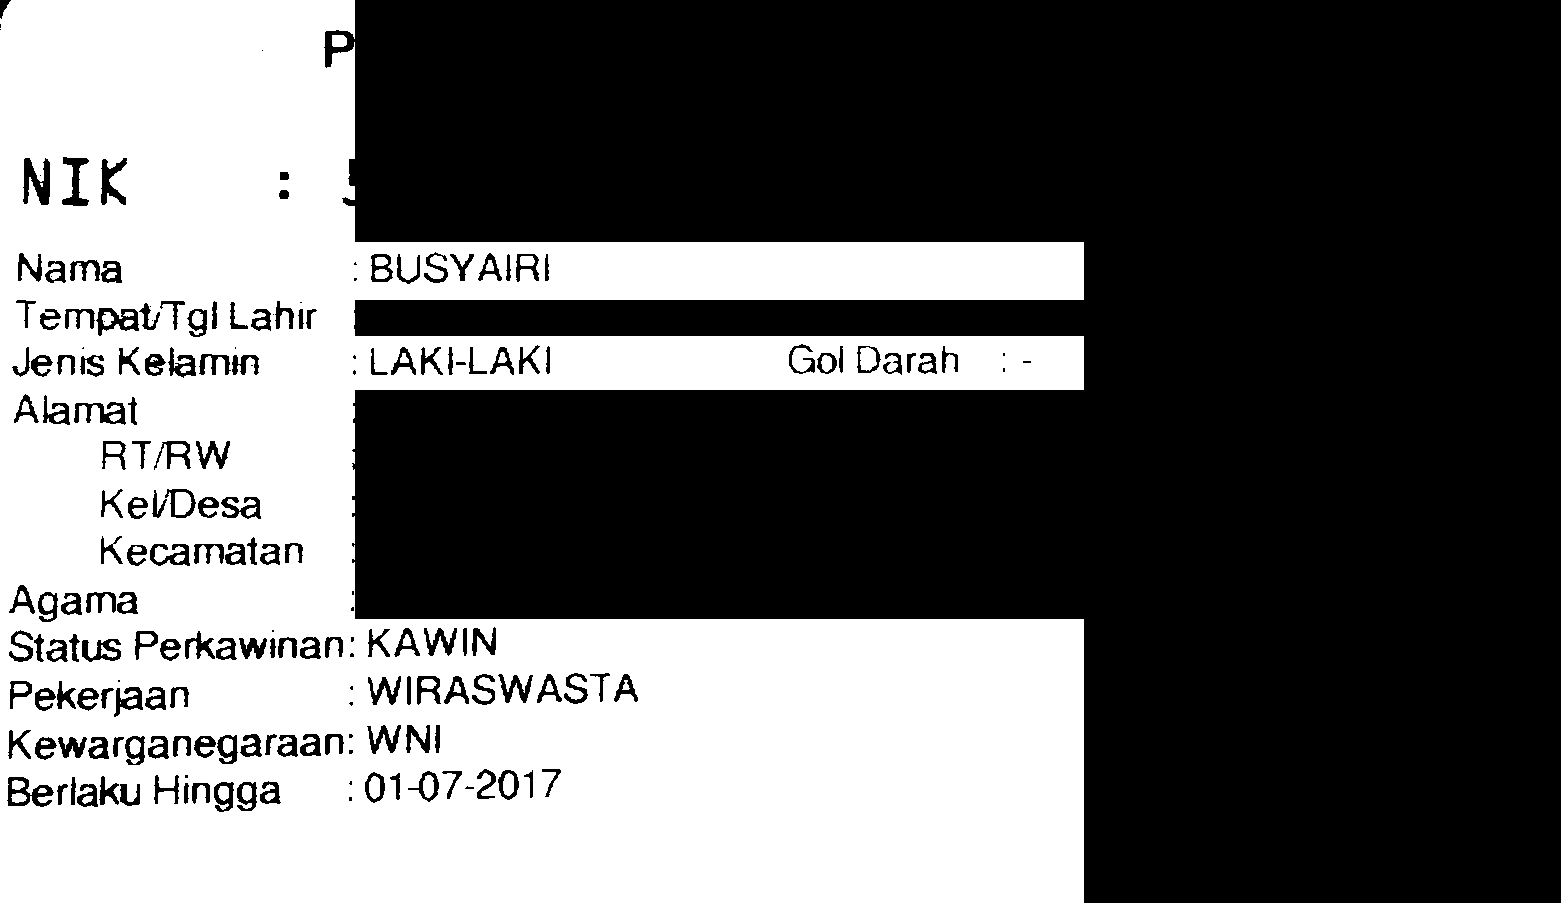 P
NIK : 5
Nama : BUSYAIRI
Tempat/Tgl Lahir :
Jenis Kelamin : LAKI-LAKI Gol Darah : -
Alamat :
RT/RW :
Kel/Desa :
Kecamatan :
Agama :
Status Perkawinan: KAWIN
Pekerjaan : WIRASWASTA
Kewarganegaraan: WNI
Berlaku Hingga : 01-07-2017